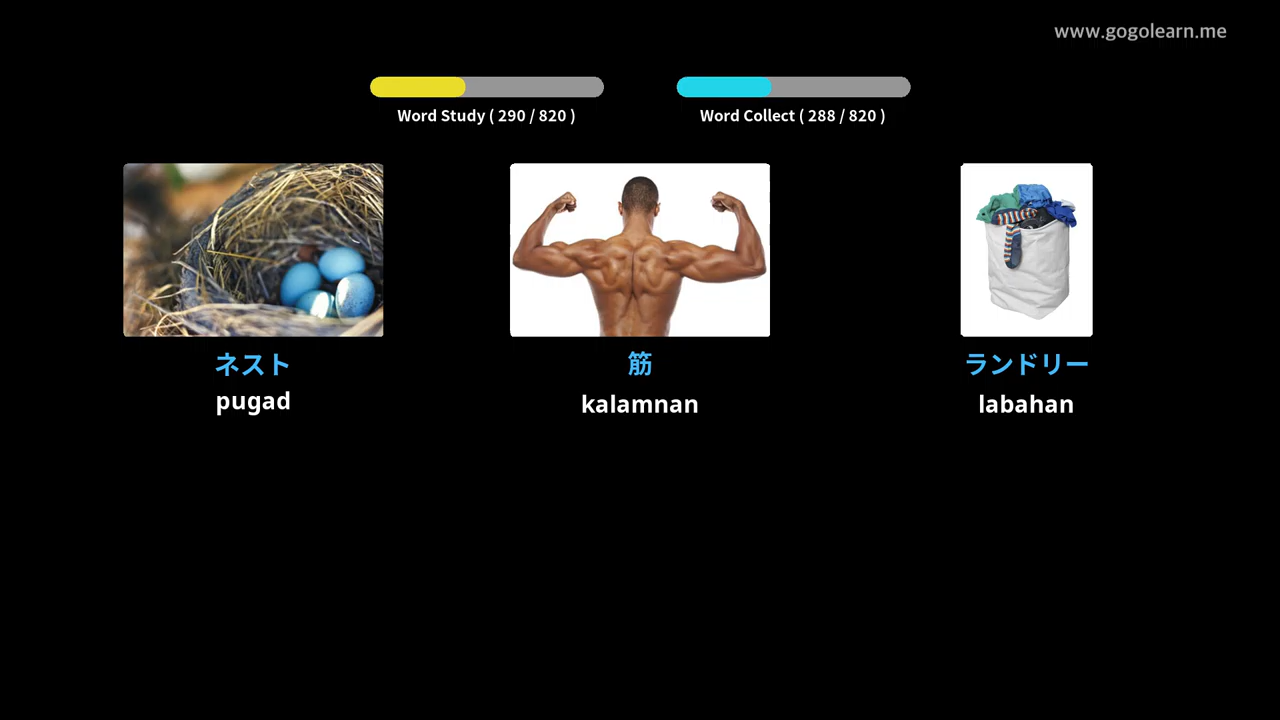 www.gogolearn.me
Word Study ( 290 / 820 )
Word Collect ( 288 / 820 )
ネスト
筋
ランドリー
pugad
kalamnan
labahan